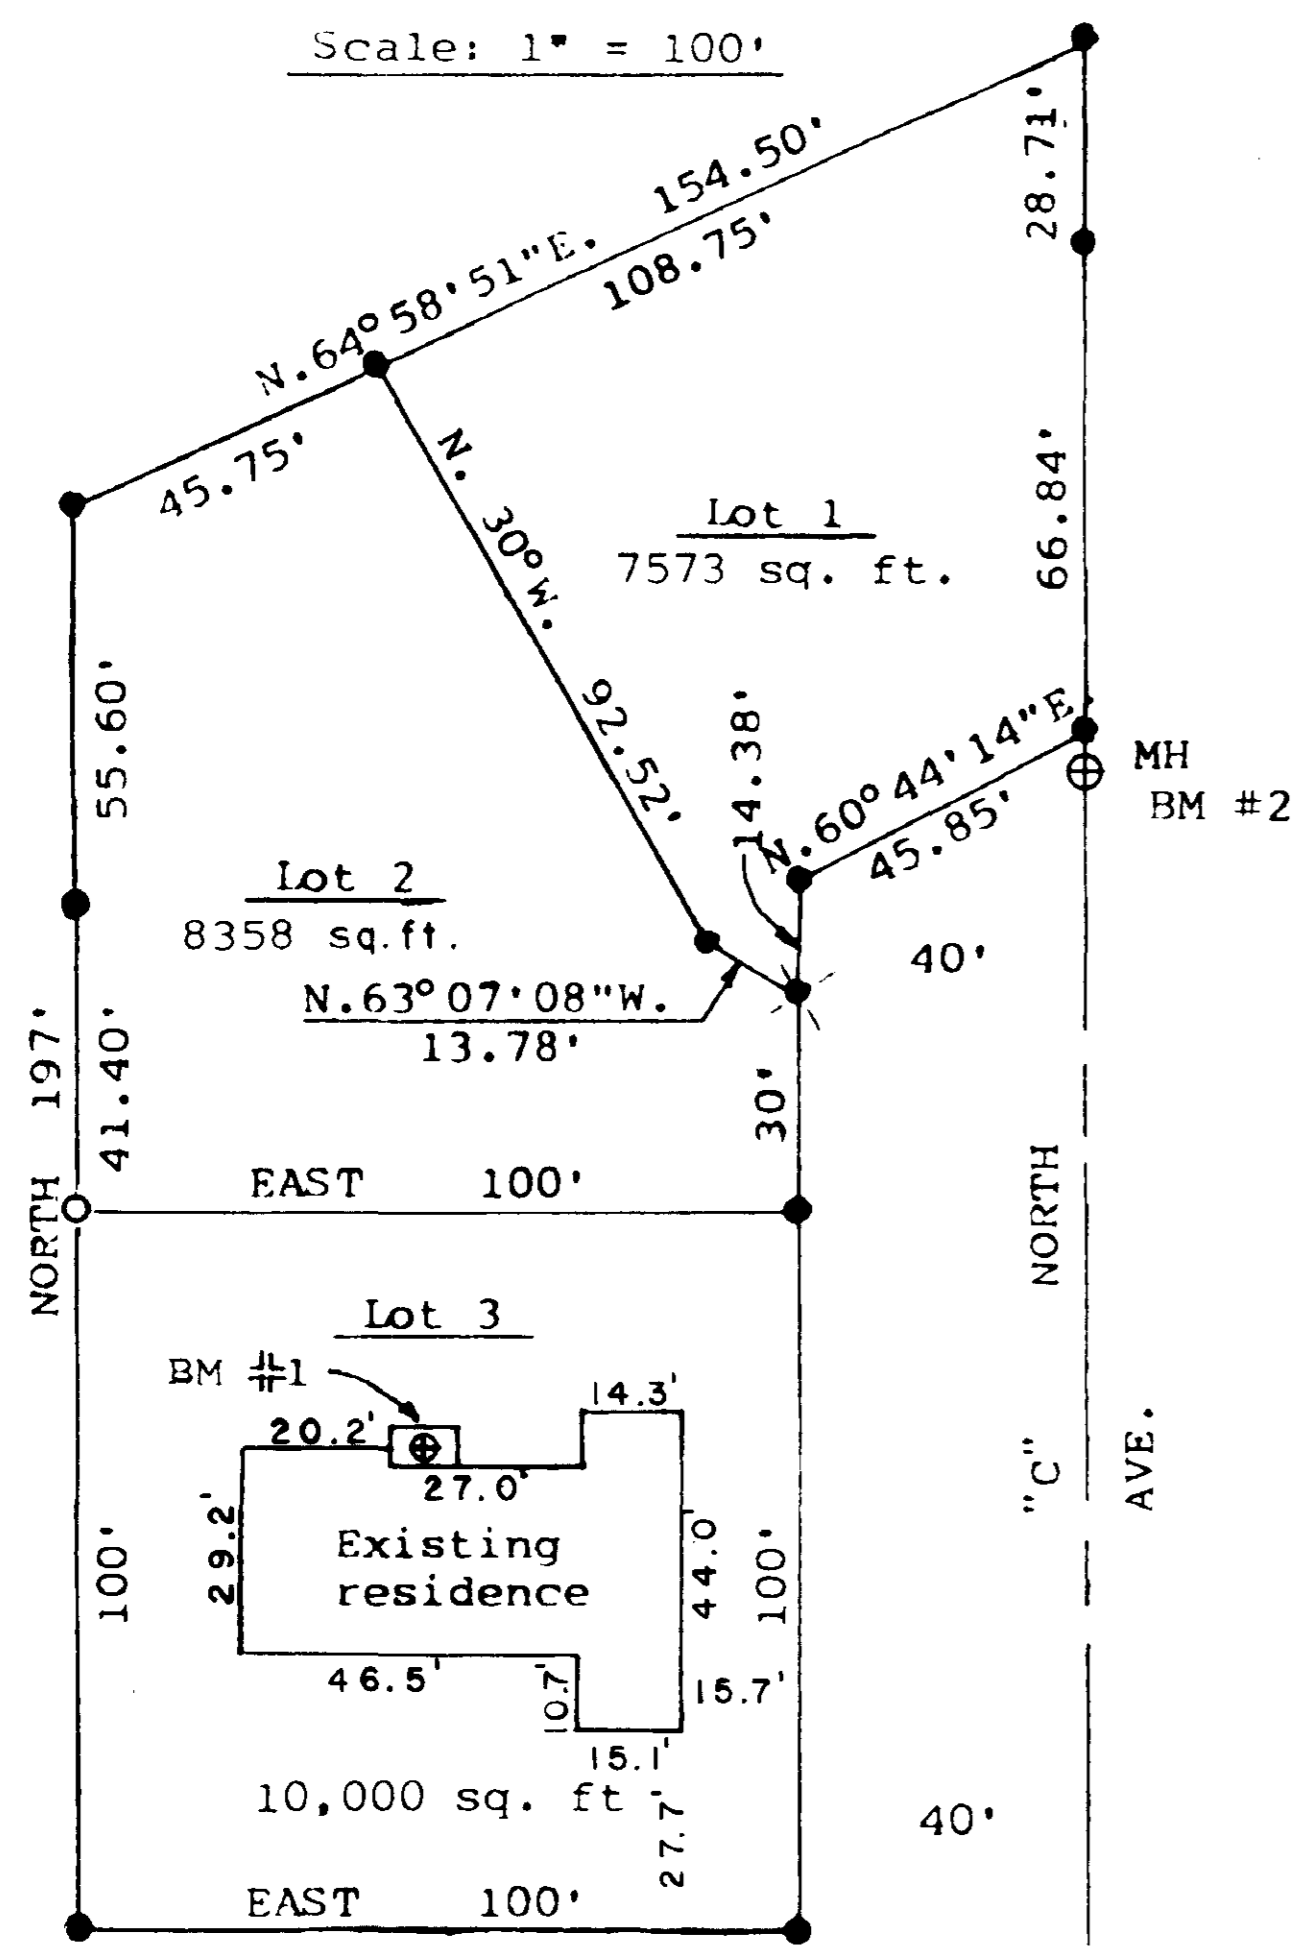 Scale: 1" = 100'
28.71'
154.50'
N.64°58'51"E.
108.75'
45.75'
N. 30°W. 92.52'
Lot 1
7573 sq. ft.
66.84'
55.60'
14.38'
N.60°44'14"E.
45.85'
MH
BM #2
Lot 2
8358 sq.ft.
40'
N.63°07'08"W.
13.78'
NORTH 197'
41.40'
30'
EAST 100'
NORTH
Lot 3
BM #1
14.3'
20.2'
27.0'
"C"
AVE.
29.2'
Existing
residence
44.0'
100'
100'
46.5'
10.7'
15.7'
15.1'
10,000 sq. ft
27.7'
40'
EAST 100'